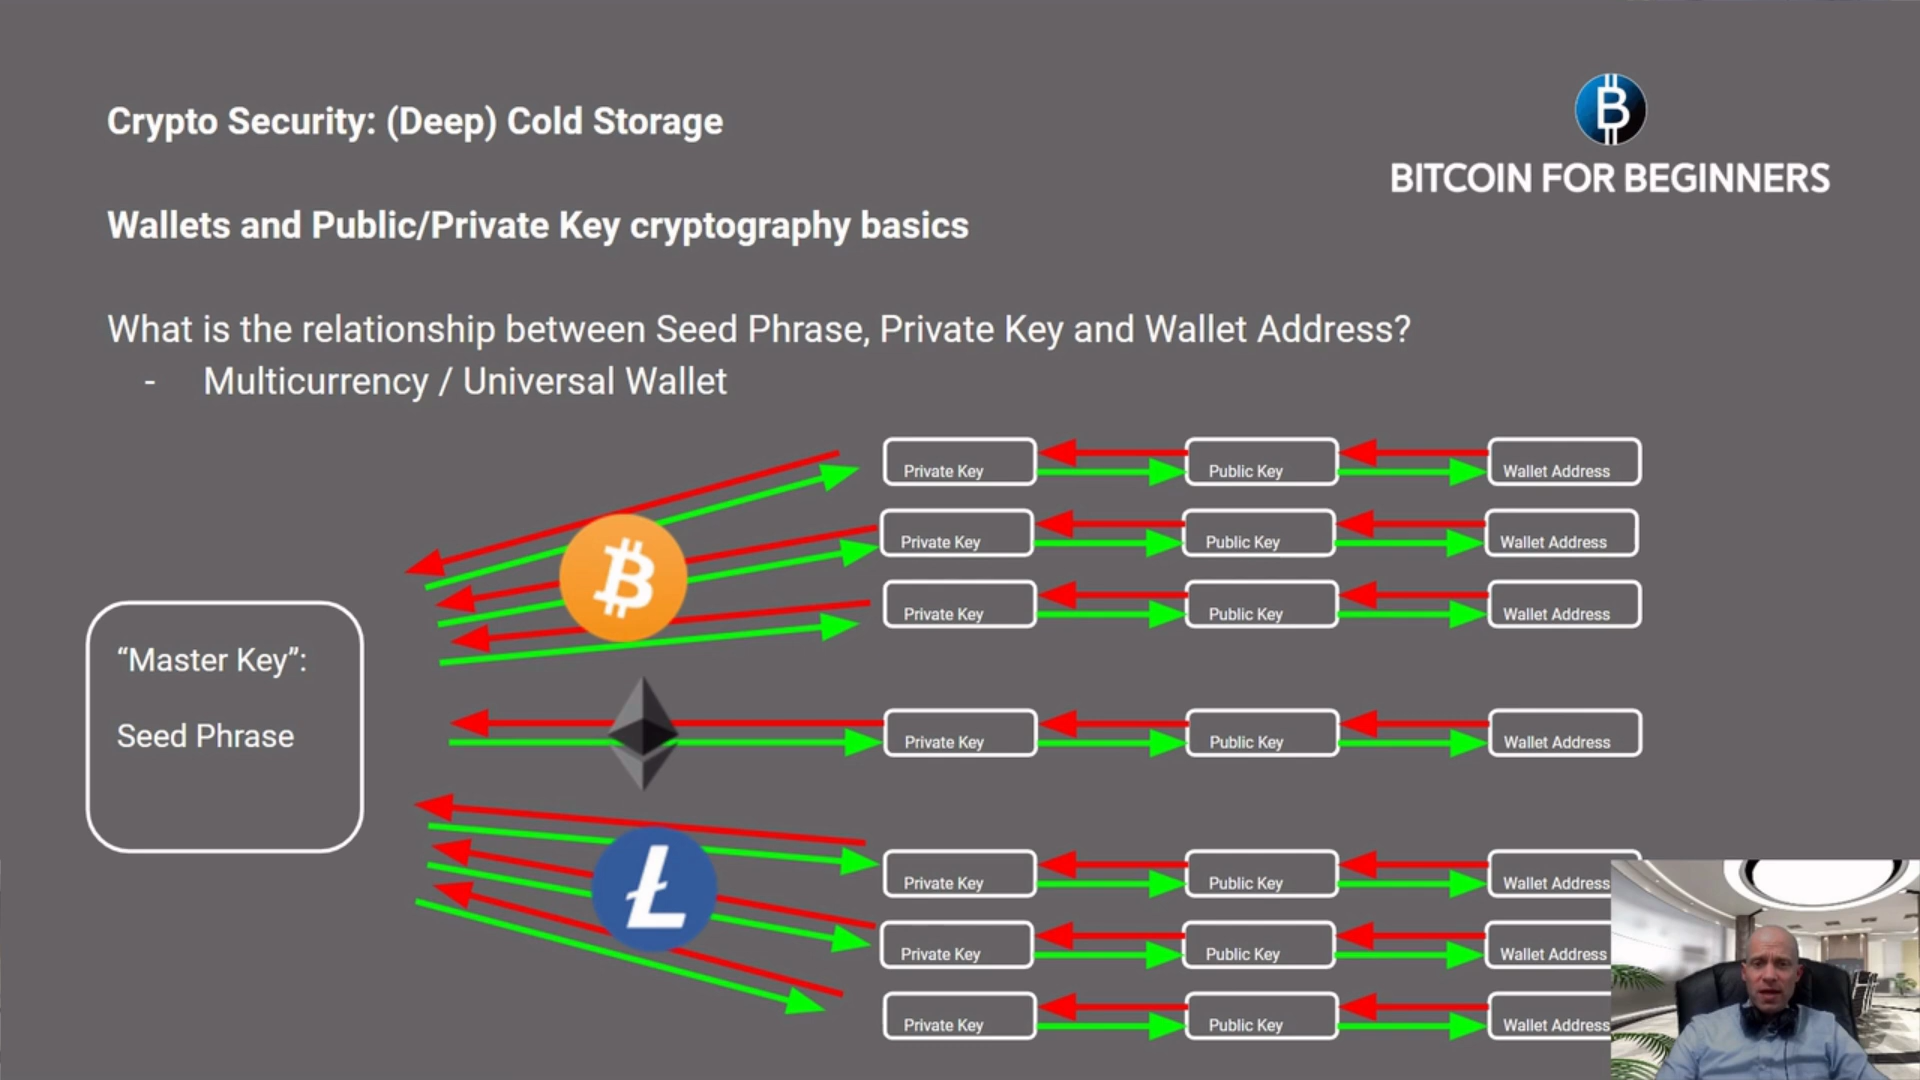 Crypto Security: (Deep) Cold Storage
BITCOIN FOR BEGINNERS
Wallets and Public/Private Key cryptography basics
What is the relationship between Seed Phrase, Private Key and Wallet Address?
- Multicurrency / Universal Wallet
Private Key Public Key Wallet Address
Private Key Public Key Wallet Address
Private Key Public Key Wallet Address
“Master Key”:
Seed Phrase
Private Key Public Key Wallet Address
Private Key Public Key Wallet Address
Private Key Public Key Wallet Address
Private Key Public Key Wallet Address